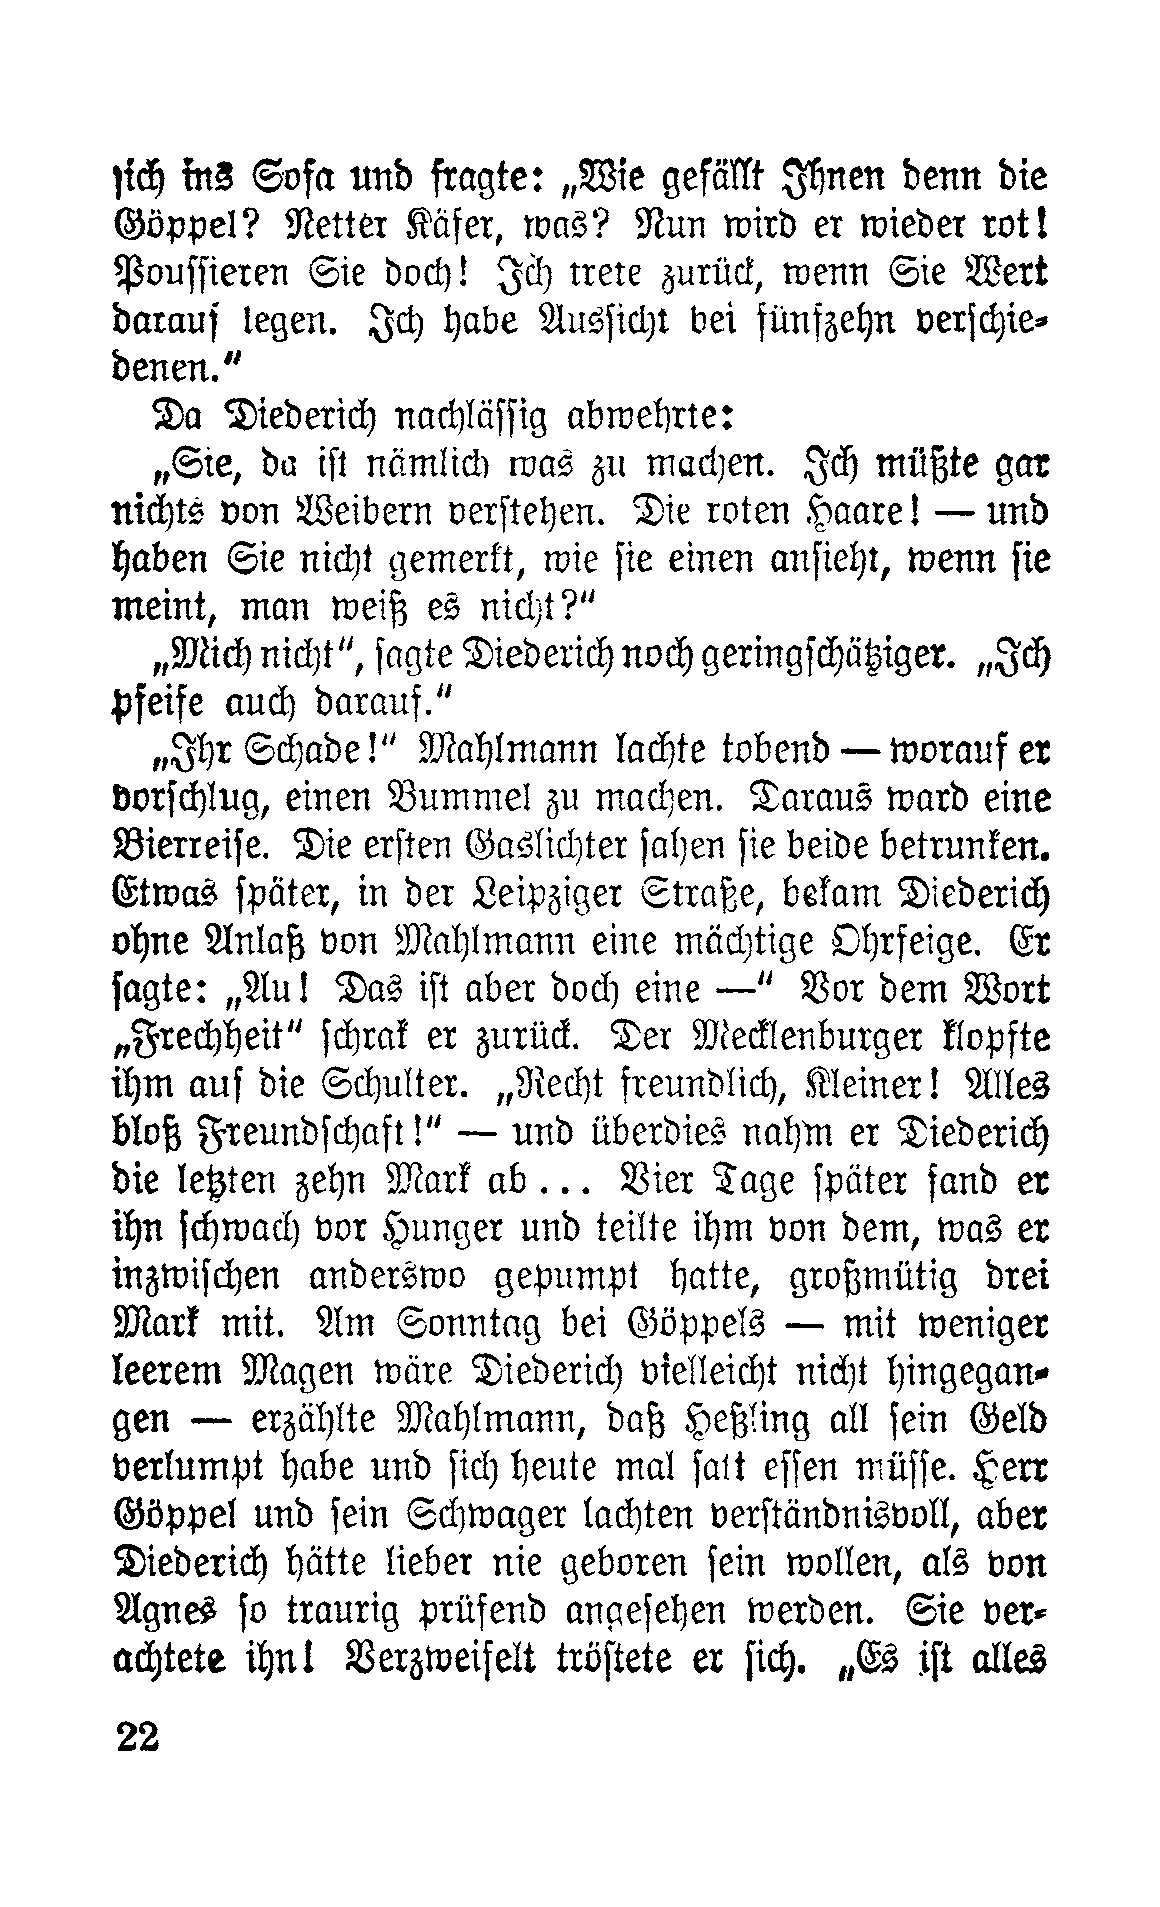 sich ins Sofa und fragte: „Wie gefällt Ihnen denn die
Göppel? Netter Käfer, was? Nun wird er wieder rot!
Poussieren Sie doch! Ich trete zurück, wenn Sie Wert
darauf legen. Ich habe Aussicht bei fünfzehn verschie-
denen.“
Da Diederich nachlässig abwehrte:
„Sie, da ist nämlich was zu machen. Ich müßte gar
nichts von Weibern verstehen. Die roten Haare! — und
haben Sie nicht gemerkt, wie sie einen ansieht, wenn sie
meint, man weiß es nicht?“
„Mich nicht“, sagte Diederich noch geringschätziger. „Ich
pfeife auch darauf.“
„Ihr Schade!“ Mahlmann lachte tobend — worauf er
vorschlug, einen Bummel zu machen. Daraus ward eine
Bierreise. Die ersten Gaslichter sahen sie beide betrunken.
Etwas später, in der Leipziger Straße, bekam Diederich
ohne Anlaß von Mahlmann eine mächtige Ohrfeige. Er
sagte: „Au! Das ist aber doch eine —“ Vor dem Wort
„Frechheit“ schrak er zurück. Der Mecklenburger klopfte
ihm auf die Schulter. „Recht freundlich, Kleiner! Alles
bloß Freundschaft!“ — und überdies nahm er Diederich
die letzten zehn Mark ab... Vier Tage später fand er
ihn schwach vor Hunger und teilte ihm von dem, was er
inzwischen anderswo gepumpt hatte, großmütig drei
Mark mit. Am Sonntag bei Göppels — mit weniger
leerem Magen wäre Diederich vielleicht nicht hingegan-
gen — erzählte Mahlmann, daß Heßling all sein Geld
verlumpt habe und sich heute mal satt essen müsse. Herr
Göppel und sein Schwager lachten verständnisvoll, aber
Diederich hätte lieber nie geboren sein wollen, als von
Agnes so traurig prüfend angesehen werden. Sie ver-
achtete ihn! Verzweifelt tröstete er sich. „Es ist alles
22